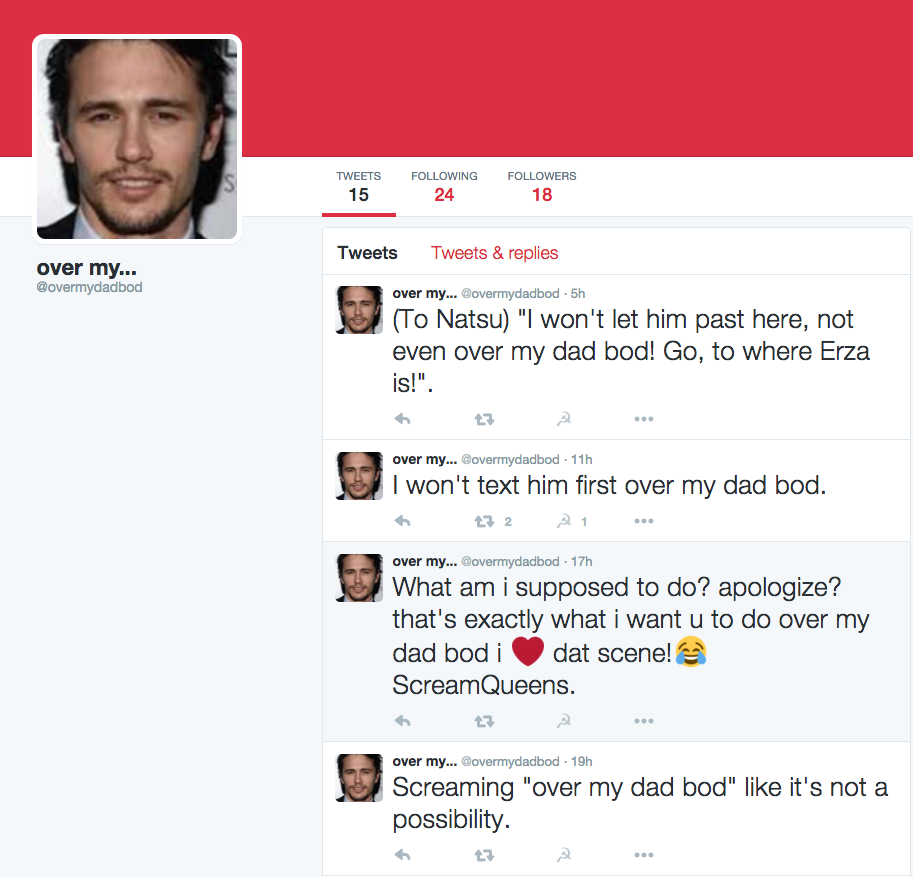 TWEETS FOLLOWING FOLLOWERS
15 24 18
over my...
@overmydadbod
Tweets Tweets & replies
over my... @overmydadbod · 5h
(To Natsu) "I won't let him past here, not
even over my dad bod! Go, to where Erza
is!".
over my... @overmydadbod · 11h
I won't text him first over my dad bod.
2 1
over my... @overmydadbod · 17h
What am i supposed to do? apologize?
that's exactly what i want u to do over my
dad bod i ❤️ dat scene!😂
ScreamQueens.
over my... @overmydadbod · 19h
Screaming "over my dad bod" like it's not a
possibility.